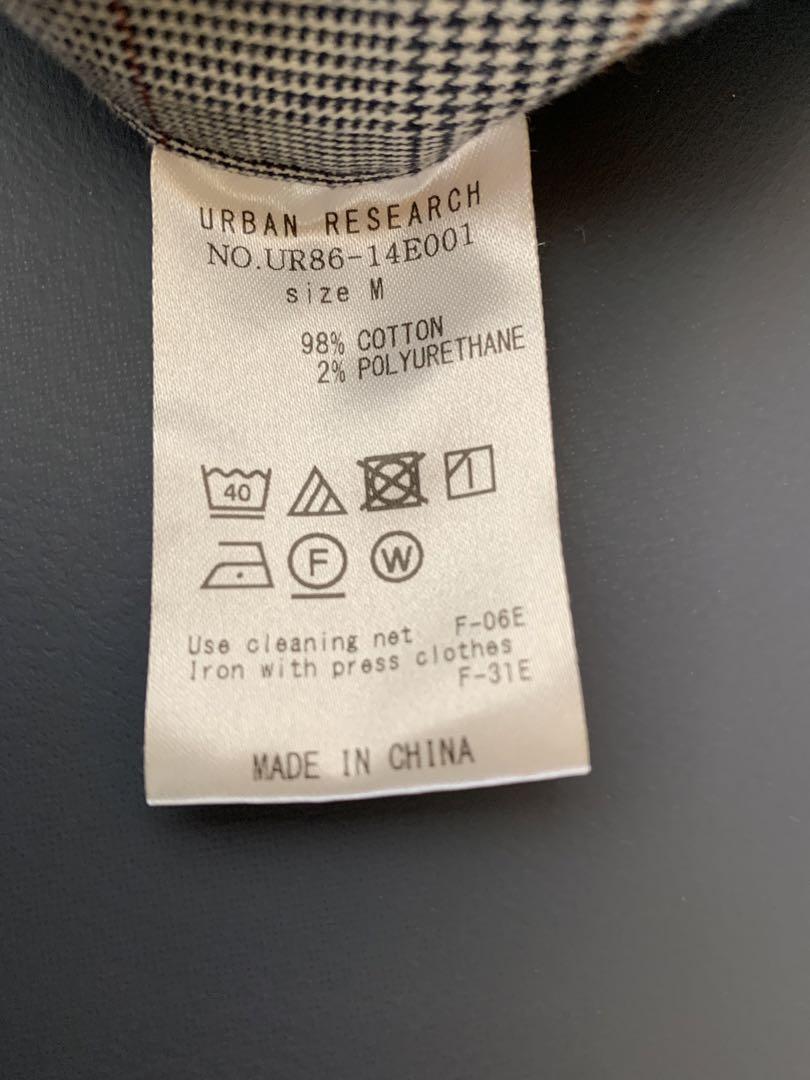 URBAN RESEARCH
NO.UR86-14E001
size M
98% COTTON
2% POLYURETHANE
40
F W
Use cleaning net F-06E
Iron with press clothes
F-31E
MADE IN CHINA